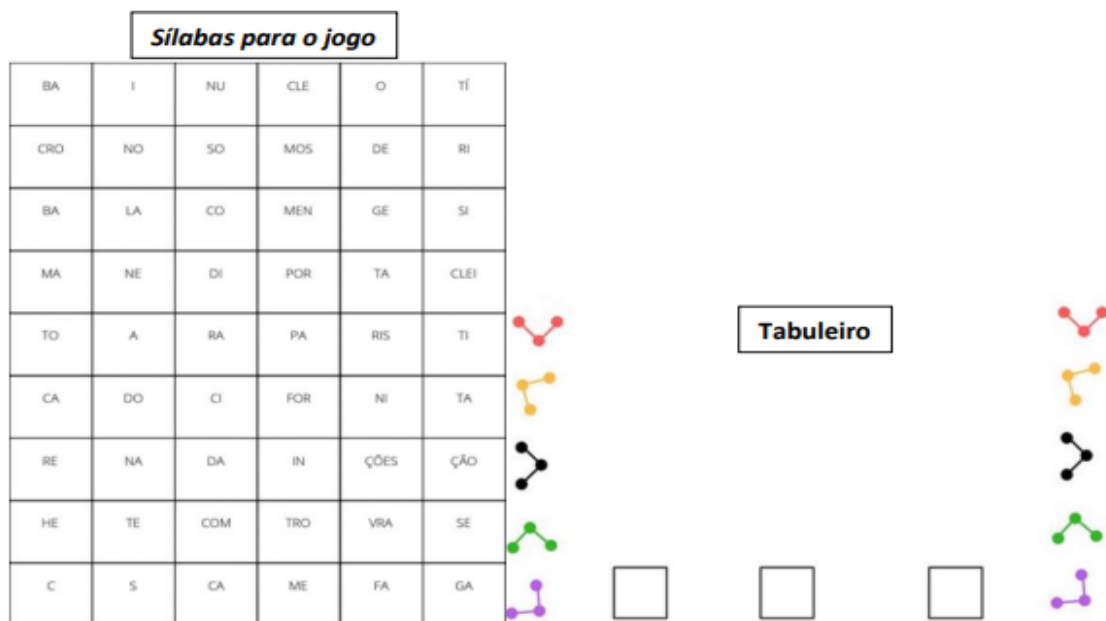 Sílabas para o jogo
BA I NU CLE O TÍ
CRO NO SO MOS DE RI
BA LA CO MEN GE SI
MA NE DI POR TA CLEI
TO A RA PA RIS TI
CA DO CI FOR NI TA
RE NA DA IN ÇÕES ÇÃO
HE TE COM TRO VRA SE
C S CA ME FA GA
Tabuleiro